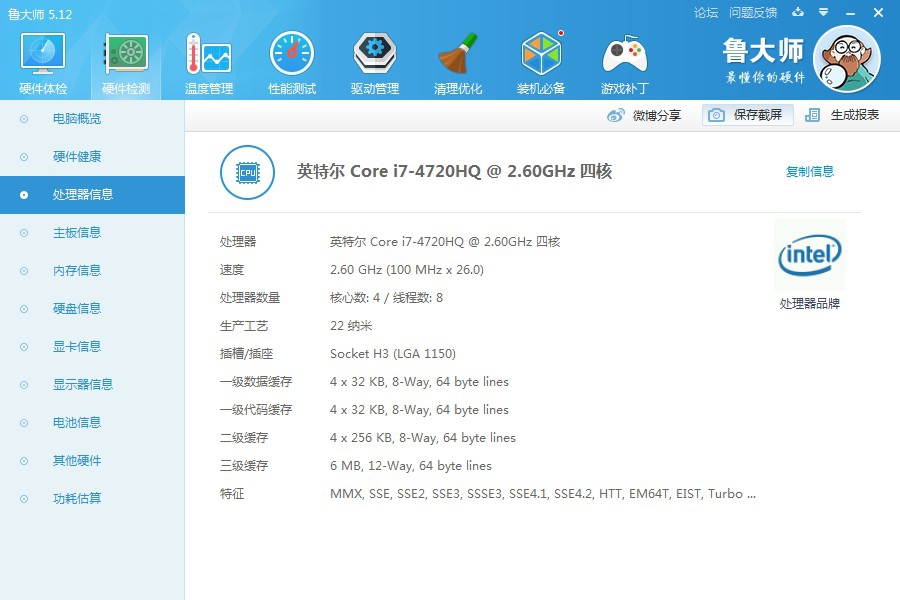 鲁大师 5.12
论坛 问题反馈
硬件体检 硬件检测 温度管理 性能测试 驱动管理 清理优化 装机必备 游戏补丁
鲁大师
最懂你的硬件
微博分享 保存截屏 生成报表
电脑概览
硬件健康
处理器信息
主板信息
内存信息
硬盘信息
显卡信息
显示器信息
电池信息
其他硬件
功耗估算
CPU
英特尔 Core i7-4720HQ @ 2.60GHz 四核
复制信息
处理器 英特尔 Core i7-4720HQ @ 2.60GHz 四核
速度 2.60 GHz (100 MHz x 26.0)
处理器数量 核心数: 4 / 线程数: 8
生产工艺 22 纳米
插槽/插座 Socket H3 (LGA 1150)
一级数据缓存 4 x 32 KB, 8-Way, 64 byte lines
一级代码缓存 4 x 32 KB, 8-Way, 64 byte lines
二级缓存 4 x 256 KB, 8-Way, 64 byte lines
三级缓存 6 MB, 12-Way, 64 byte lines
特征 MMX, SSE, SSE2, SSE3, SSSE3, SSE4.1, SSE4.2, HTT, EM64T, EIST, Turbo ...
intel
处理器品牌